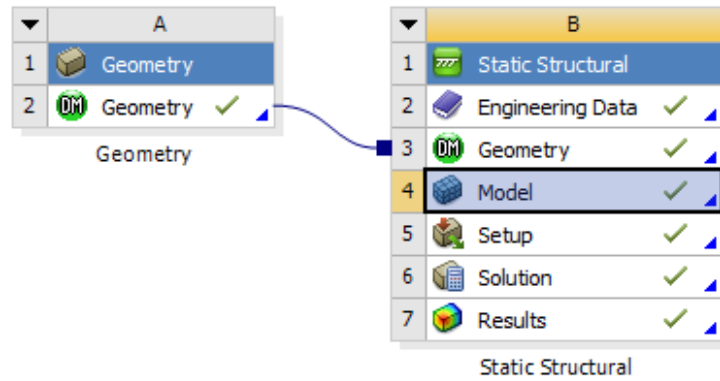 A
1 Geometry
2 DM Geometry
Geometry
B
1 Static Structural
2 Engineering Data
3 DM Geometry
4 Model
5 Setup
6 Solution
7 Results
Static Structural